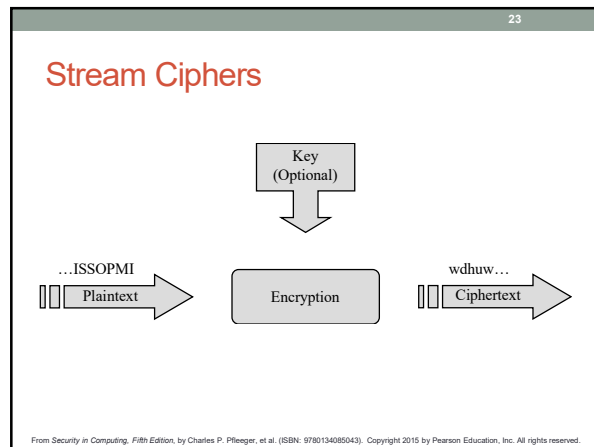 23
Stream Ciphers
Key
(Optional)
…ISSOPMI
wdhuw…
Plaintext
Encryption
Ciphertext
From Security in Computing, Fifth Edition, by Charles P. Pfleeger, et al. (ISBN: 9780134085043). Copyright 2015 by Pearson Education, Inc. All rights reserved.